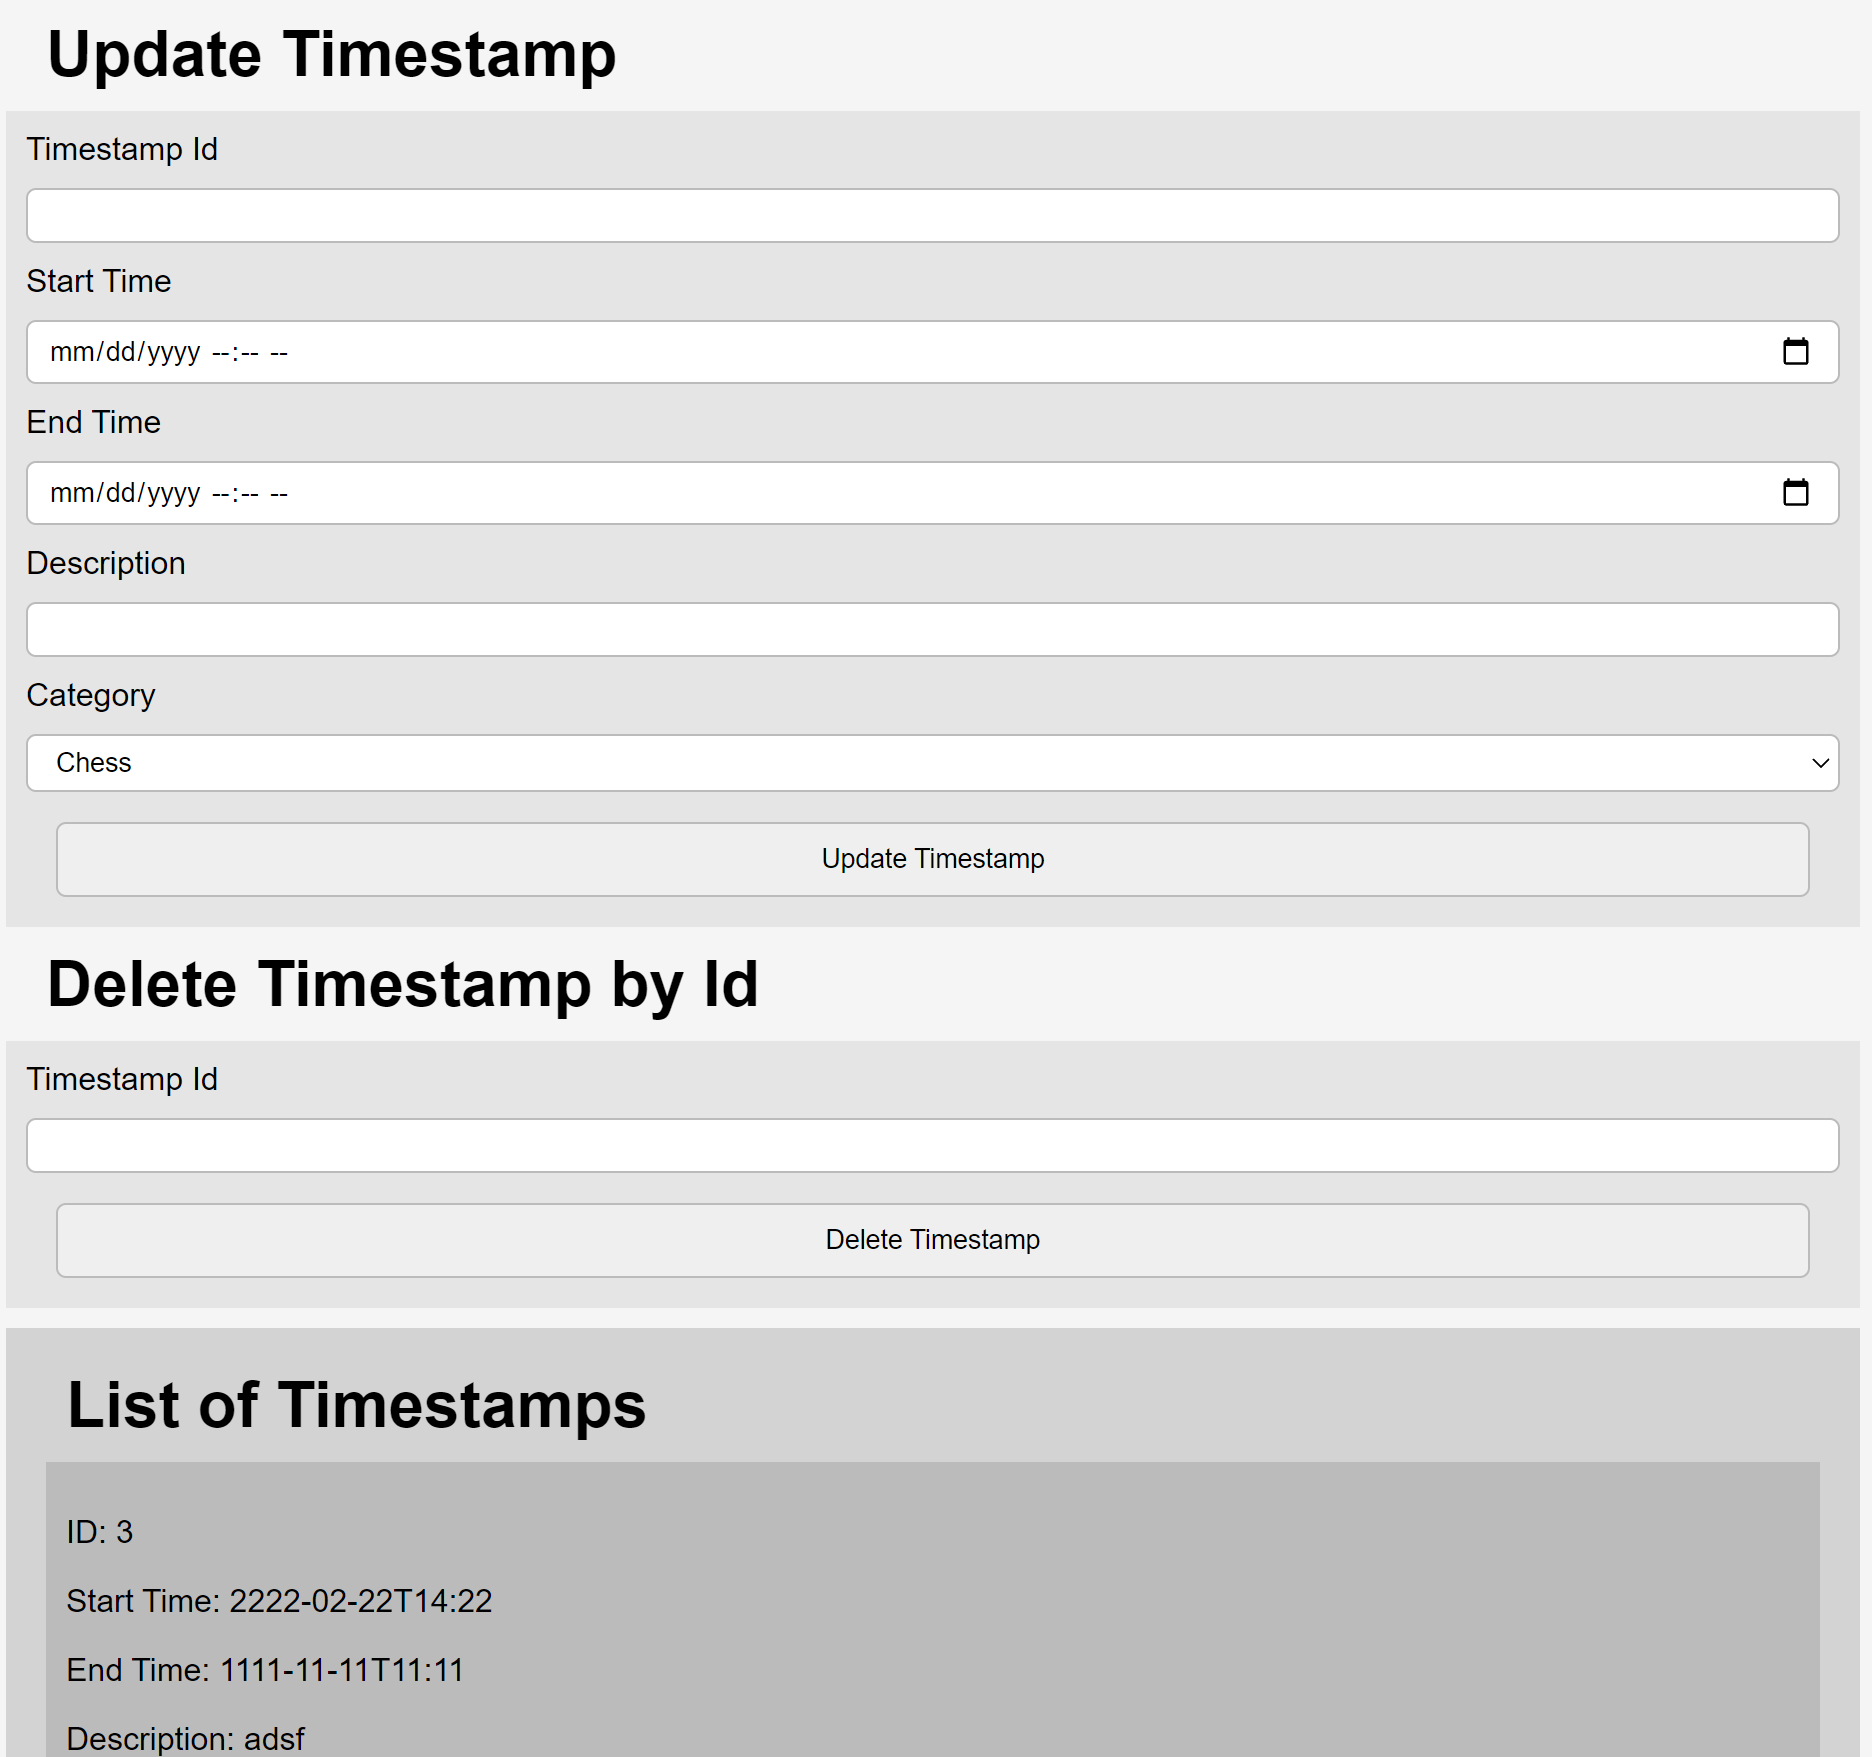 Update Timestamp
Timestamp Id
Start Time
mm/dd/yyyy --:-- --
End Time
mm/dd/yyyy --:-- --
Description
Category
Chess
Update Timestamp
Delete Timestamp by Id
Timestamp Id
Delete Timestamp
List of Timestamps
ID: 3
Start Time: 2222-02-22T14:22
End Time: 1111-11-11T11:11
Description: adsf